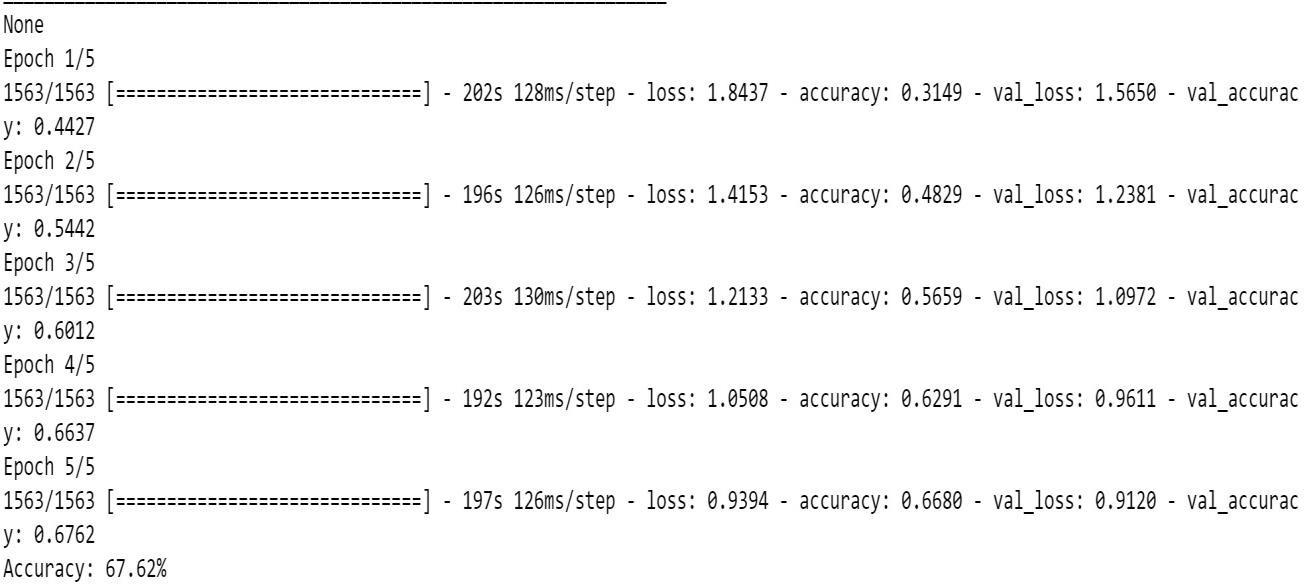 None
Epoch 1/5
1563/1563 [==============================] - 202s 128ms/step - loss: 1.8437 - accuracy: 0.3149 - val_loss: 1.5650 - val_accurac
y: 0.4427
Epoch 2/5
1563/1563 [==============================] - 196s 126ms/step - loss: 1.4153 - accuracy: 0.4829 - val_loss: 1.2381 - val_accurac
y: 0.5442
Epoch 3/5
1563/1563 [==============================] - 203s 130ms/step - loss: 1.2133 - accuracy: 0.5659 - val_loss: 1.0972 - val_accurac
y: 0.6012
Epoch 4/5
1563/1563 [==============================] - 192s 123ms/step - loss: 1.0508 - accuracy: 0.6291 - val_loss: 0.9611 - val_accurac
y: 0.6637
Epoch 5/5
1563/1563 [==============================] - 197s 126ms/step - loss: 0.9394 - accuracy: 0.6680 - val_loss: 0.9120 - val_accurac
y: 0.6762
Accuracy: 67.62%